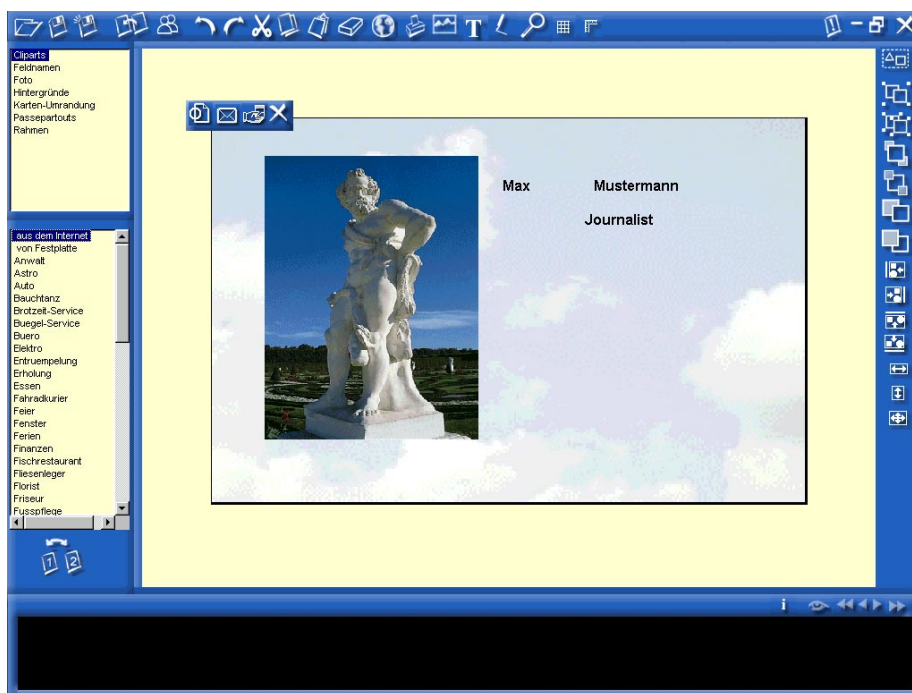 T
Cliparts
Feldnamen
Foto
Hintergründe
Karten-Umrandung
Passepartouts
Rahmen
aus dem Internet
von Festplatte
Anwalt
Astro
Auto
Bauchtanz
Brotzeit-Service
Buegel-Service
Buero
Elektro
Entruempelung
Erholung
Essen
Fahrradkurier
Feier
Fenster
Ferien
Finanzen
Fischrestaurant
Fliesenleger
Florist
Friseur
Fusspflege
1 2
Max Mustermann
Journalist
i